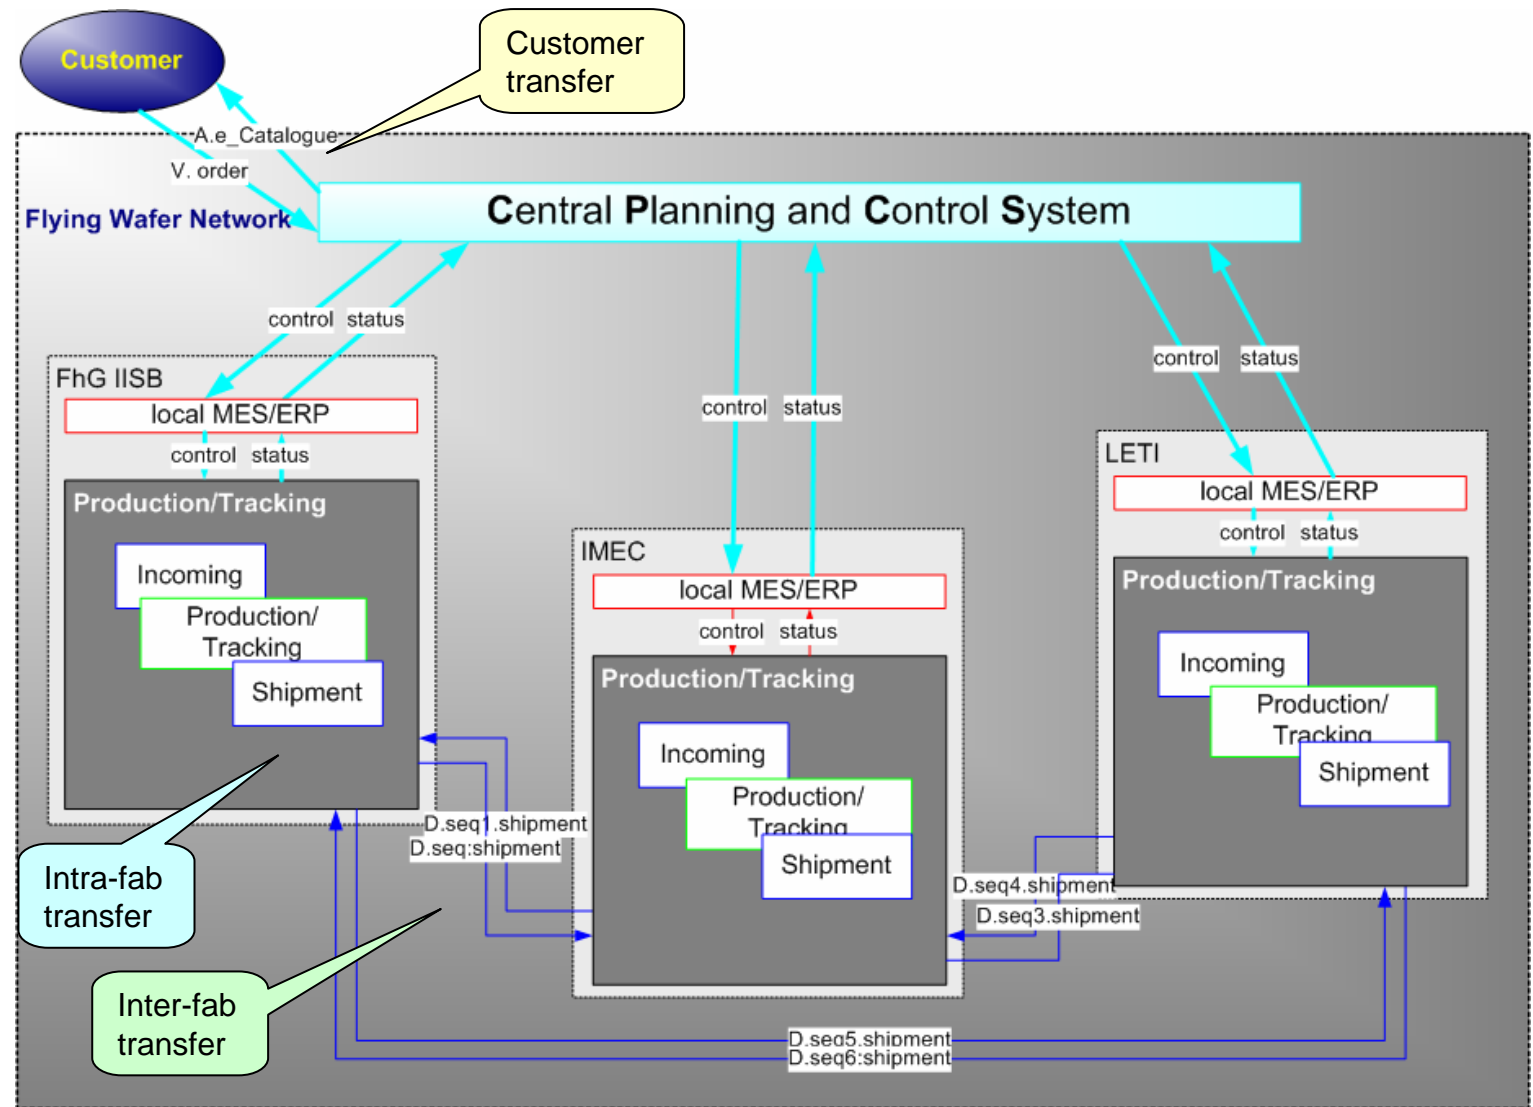 Customer
Customer
transfer
A.e_Catalogue
V. order
Flying Wafer Network
Central Planning and Control System
control
status
control
status
control
status
FhG IISB
local MES/ERP
control
status
Production/Tracking
Incoming
Production/
Tracking
Shipment
IMEC
local MES/ERP
control
status
Production/Tracking
Incoming
Production/
Tracking
Shipment
LETI
local MES/ERP
control
status
Production/Tracking
Incoming
Production/
Tracking
Shipment
D.seq1.shipment
D.seq:shipment
D.seq4.shipment
D.seq3.shipment
Intra-fab
transfer
Inter-fab
transfer
D.seq5.shipment
D.seq6:shipment